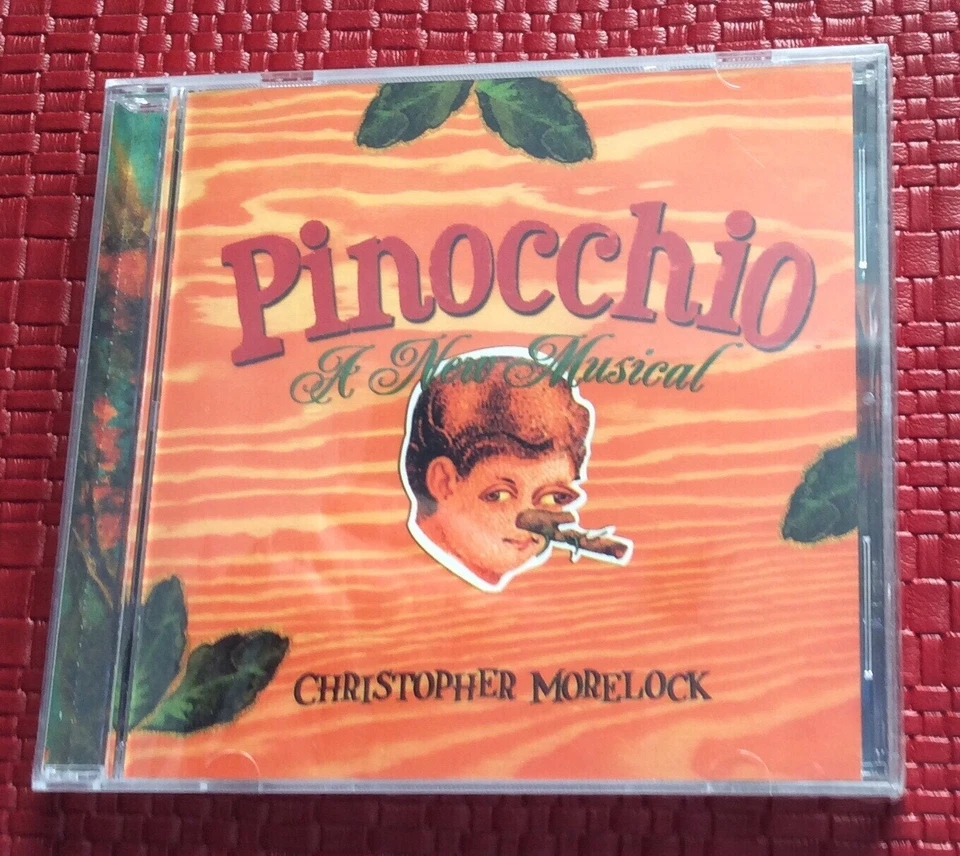 Pinocchio
A New Musical
CHRISTOPHER MORELOCK